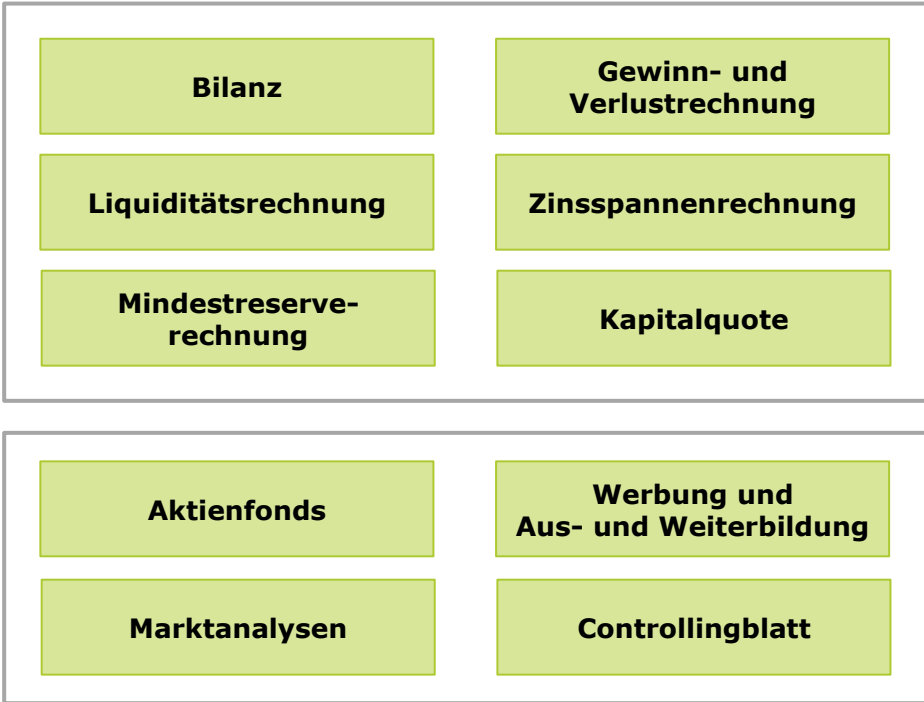 Bilanz
Gewinn- und
Verlustrechnung
Liquiditätsrechnung
Zinsspannenrechnung
Mindestreserve-
rechnung
Kapitalquote
Aktienfonds
Werbung und
Aus- und Weiterbildung
Marktanalysen
Controllingblatt